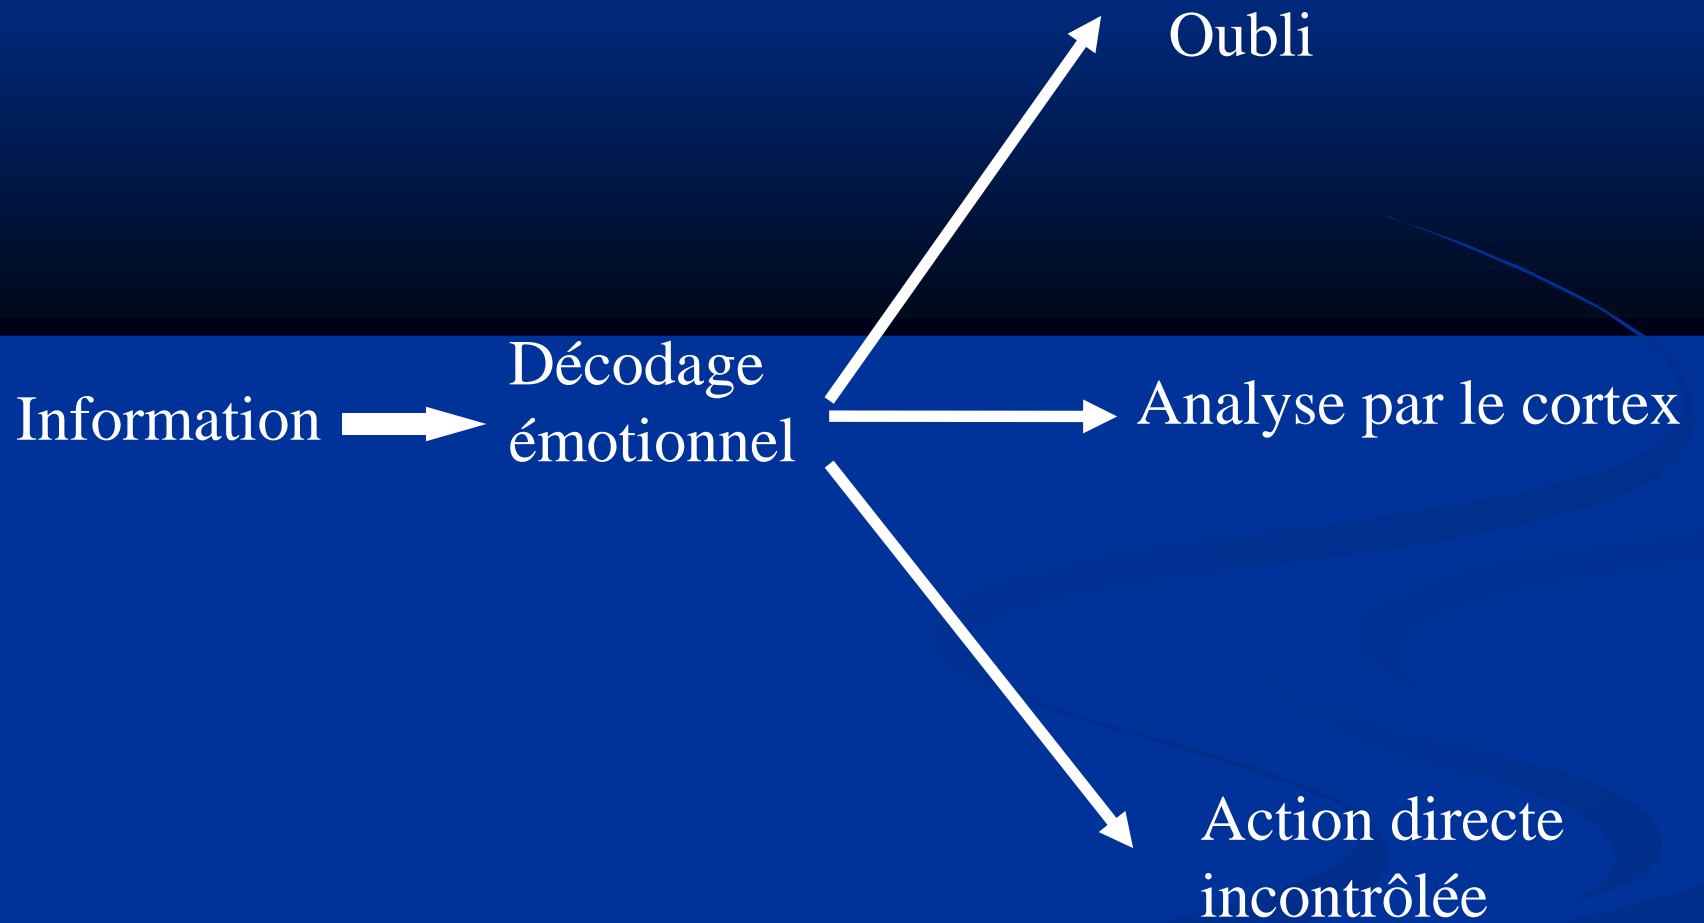 Oubli
Information
Décodage
émotionnel
Analyse par le cortex
Action directe
incontrôlée